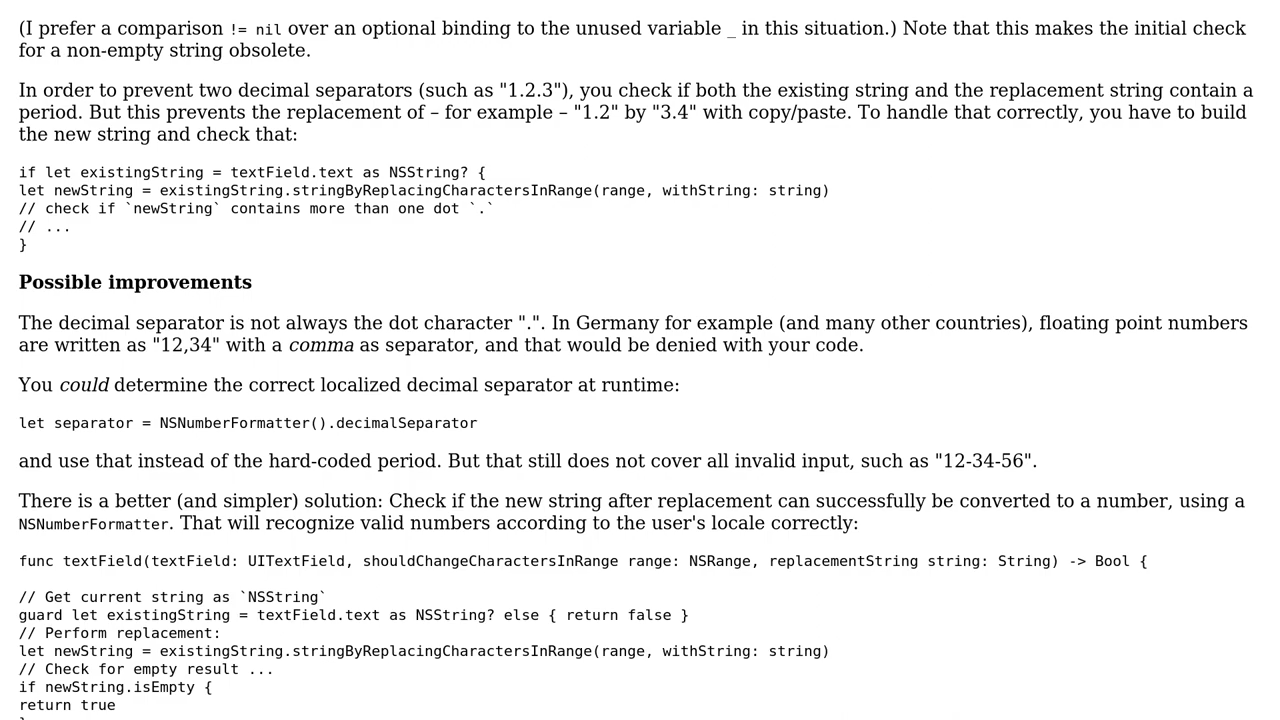 (I prefer a comparison != nil over an optional binding to the unused variable _ in this situation.) Note that this makes the initial check
for a non-empty string obsolete.
In order to prevent two decimal separators (such as "1.2.3"), you check if both the existing string and the replacement string contain a
period. But this prevents the replacement of – for example – "1.2" by "3.4" with copy/paste. To handle that correctly, you have to build
the new string and check that:
if let existingString = textField.text as NSString? {
let newString = existingString.stringByReplacingCharactersInRange(range, withString: string)
// check if `newString` contains more than one dot `.`
// ...
}
Possible improvements
The decimal separator is not always the dot character ".". In Germany for example (and many other countries), floating point numbers
are written as "12,34" with a comma as separator, and that would be denied with your code.
You could determine the correct localized decimal separator at runtime:
let separator = NSNumberFormatter().decimalSeparator
and use that instead of the hard-coded period. But that still does not cover all invalid input, such as "12-34-56".
There is a better (and simpler) solution: Check if the new string after replacement can successfully be converted to a number, using a
NSNumberFormatter. That will recognize valid numbers according to the user's locale correctly:
func textField(textField: UITextField, shouldChangeCharactersInRange range: NSRange, replacementString string: String) -> Bool {
// Get current string as `NSString`
guard let existingString = textField.text as NSString? else { return false }
// Perform replacement:
let newString = existingString.stringByReplacingCharactersInRange(range, withString: string)
// Check for empty result ...
if newString.isEmpty {
return true